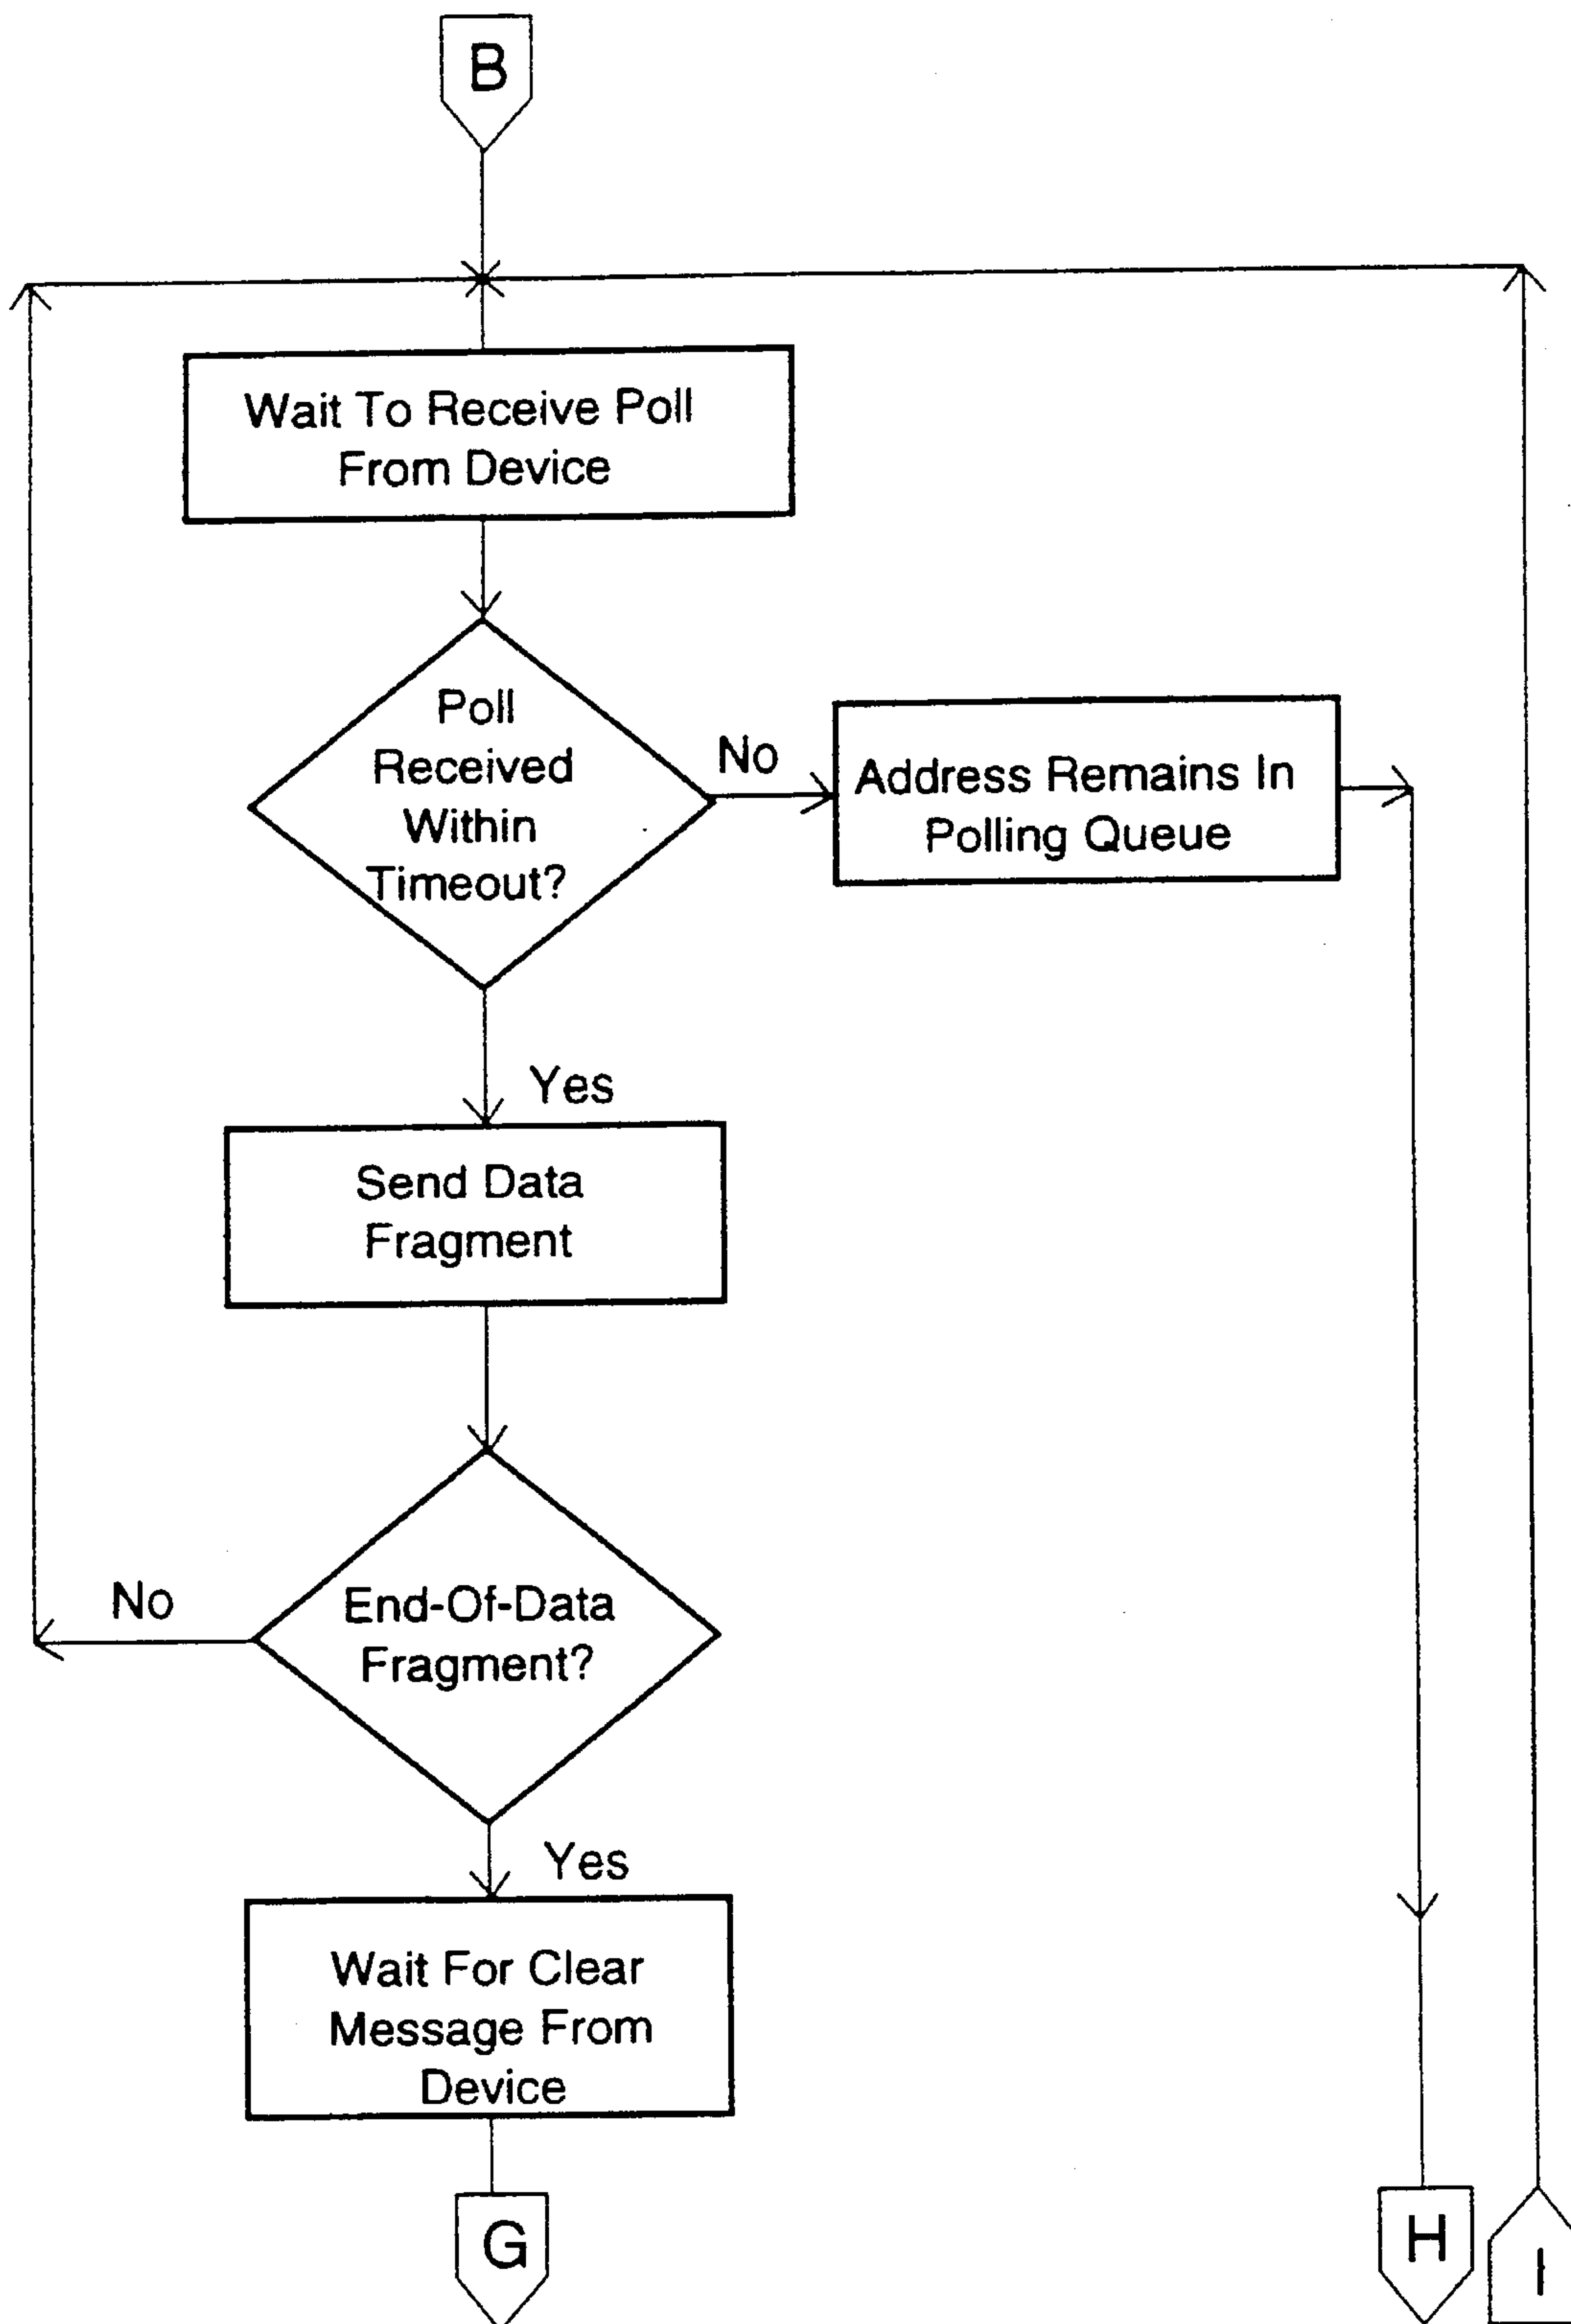 B
Wait To Receive Poll
From Device
Poll
Received
Within
Timeout?
No
Address Remains In
Polling Queue
Yes
Send Data
Fragment
No
End-Of-Data
Fragment?
Yes
Wait For Clear
Message From
Device
G
H
I